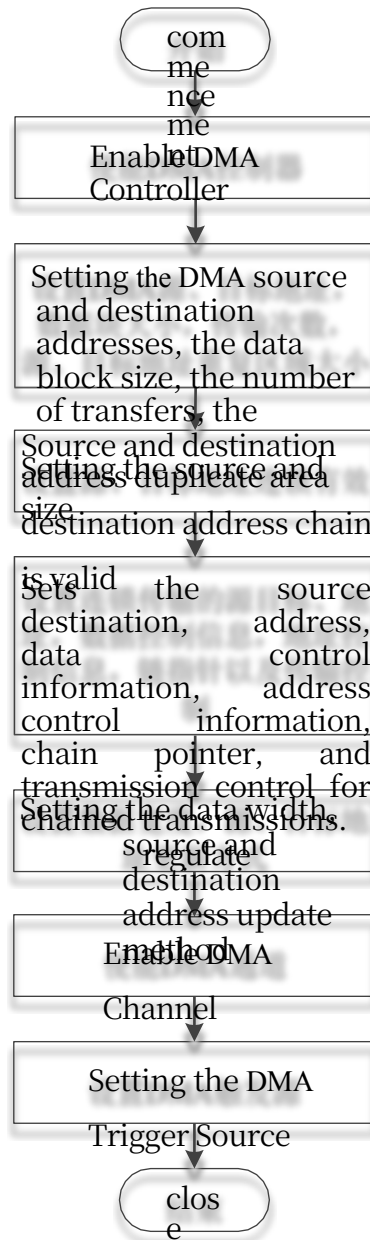 com
me
nce
me
nt
Enable DMA
Controller
Setting the DMA source
and destination
addresses, the data
block size, the number
of transfers, the
Source and destination
address duplicate area
size
Setting the source and
destination address chain
is valid
Sets the source
destination, address,
data control
information, address
control information,
chain pointer, and
transmission control for
chained transmissions.
regulate
Setting the data width,
source and
destination
address update
method
Enable DMA
Channel
Setting the DMA
Trigger Source
clos
e